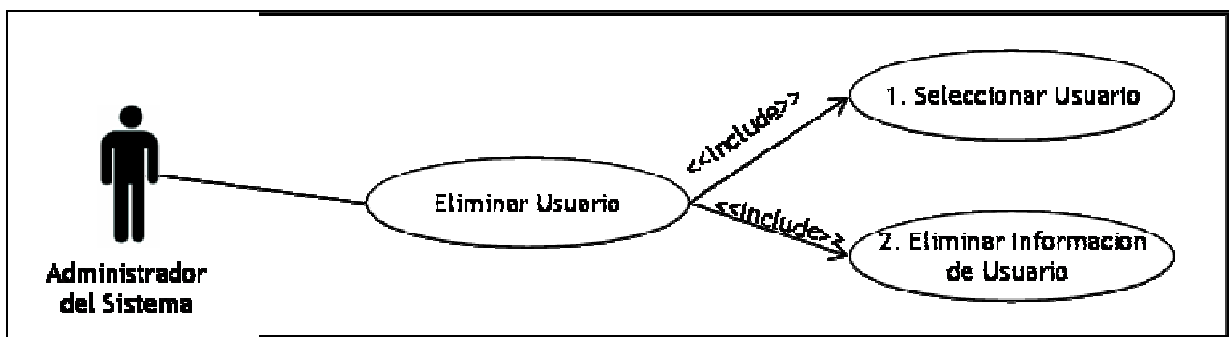 Administrador
del Sistema
Eliminar Usuario
<<Include>>
1. Seleccionar Usuario
<<Include>>
2. Eliminar Informacion
de Usuario